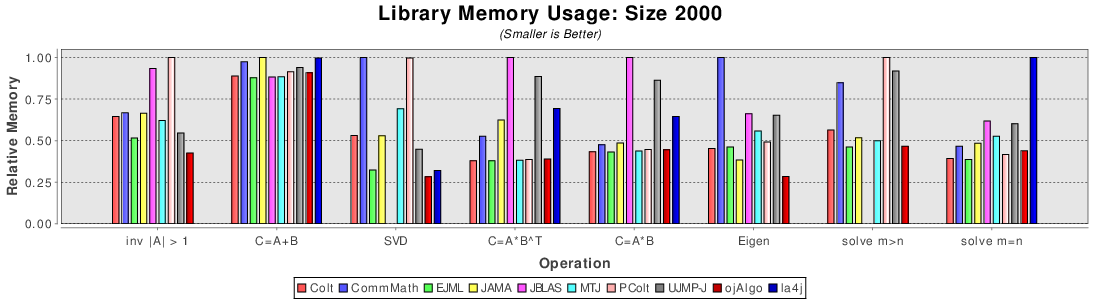 Library Memory Usage: Size 2000
(Smaller is Better)
Relative Memory
1.00
0.75
0.50
0.25
0.00
inv |A| > 1 C=A+B SVD C=A*B^T C=A*B Eigen solve m>n solve m=n
Operation
Colt CommMath EJML JAMA JBLAS MTJ PColt UJMP-J ojAlgo la4j